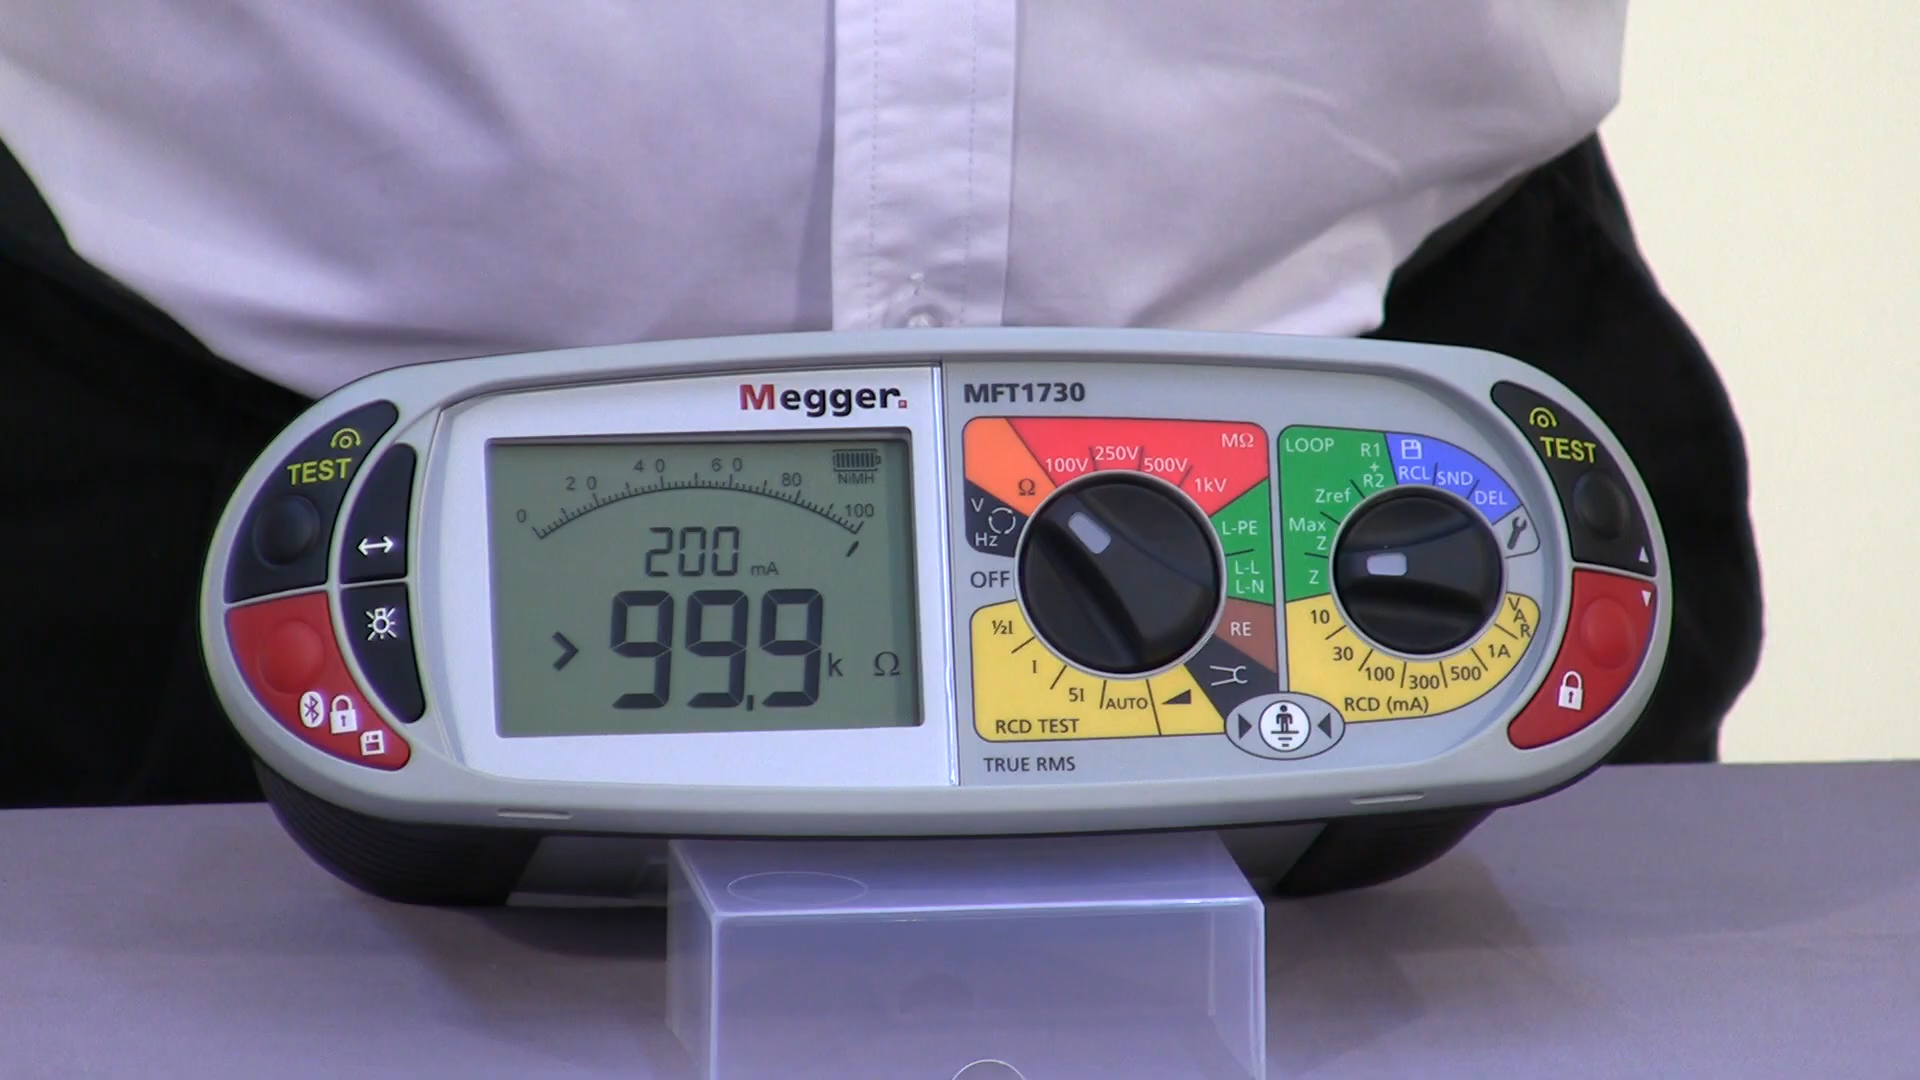 Megger.
MFT1730
TEST
0 20 40 60 80 100
NiMH
200 mA
> 99.9 k Ω
100V 250V 500V 1kV MΩ
Ω
V
Hz
OFF
L-PE
L-L
L-N
RE
½I
I
5I
AUTO
RCD TEST
TRUE RMS
LOOP
R1
+
R2
Zref
Max
Z
Z
RCL
SND
DEL
10
30
100
300
500
1A
VAR
RCD (mA)
TEST